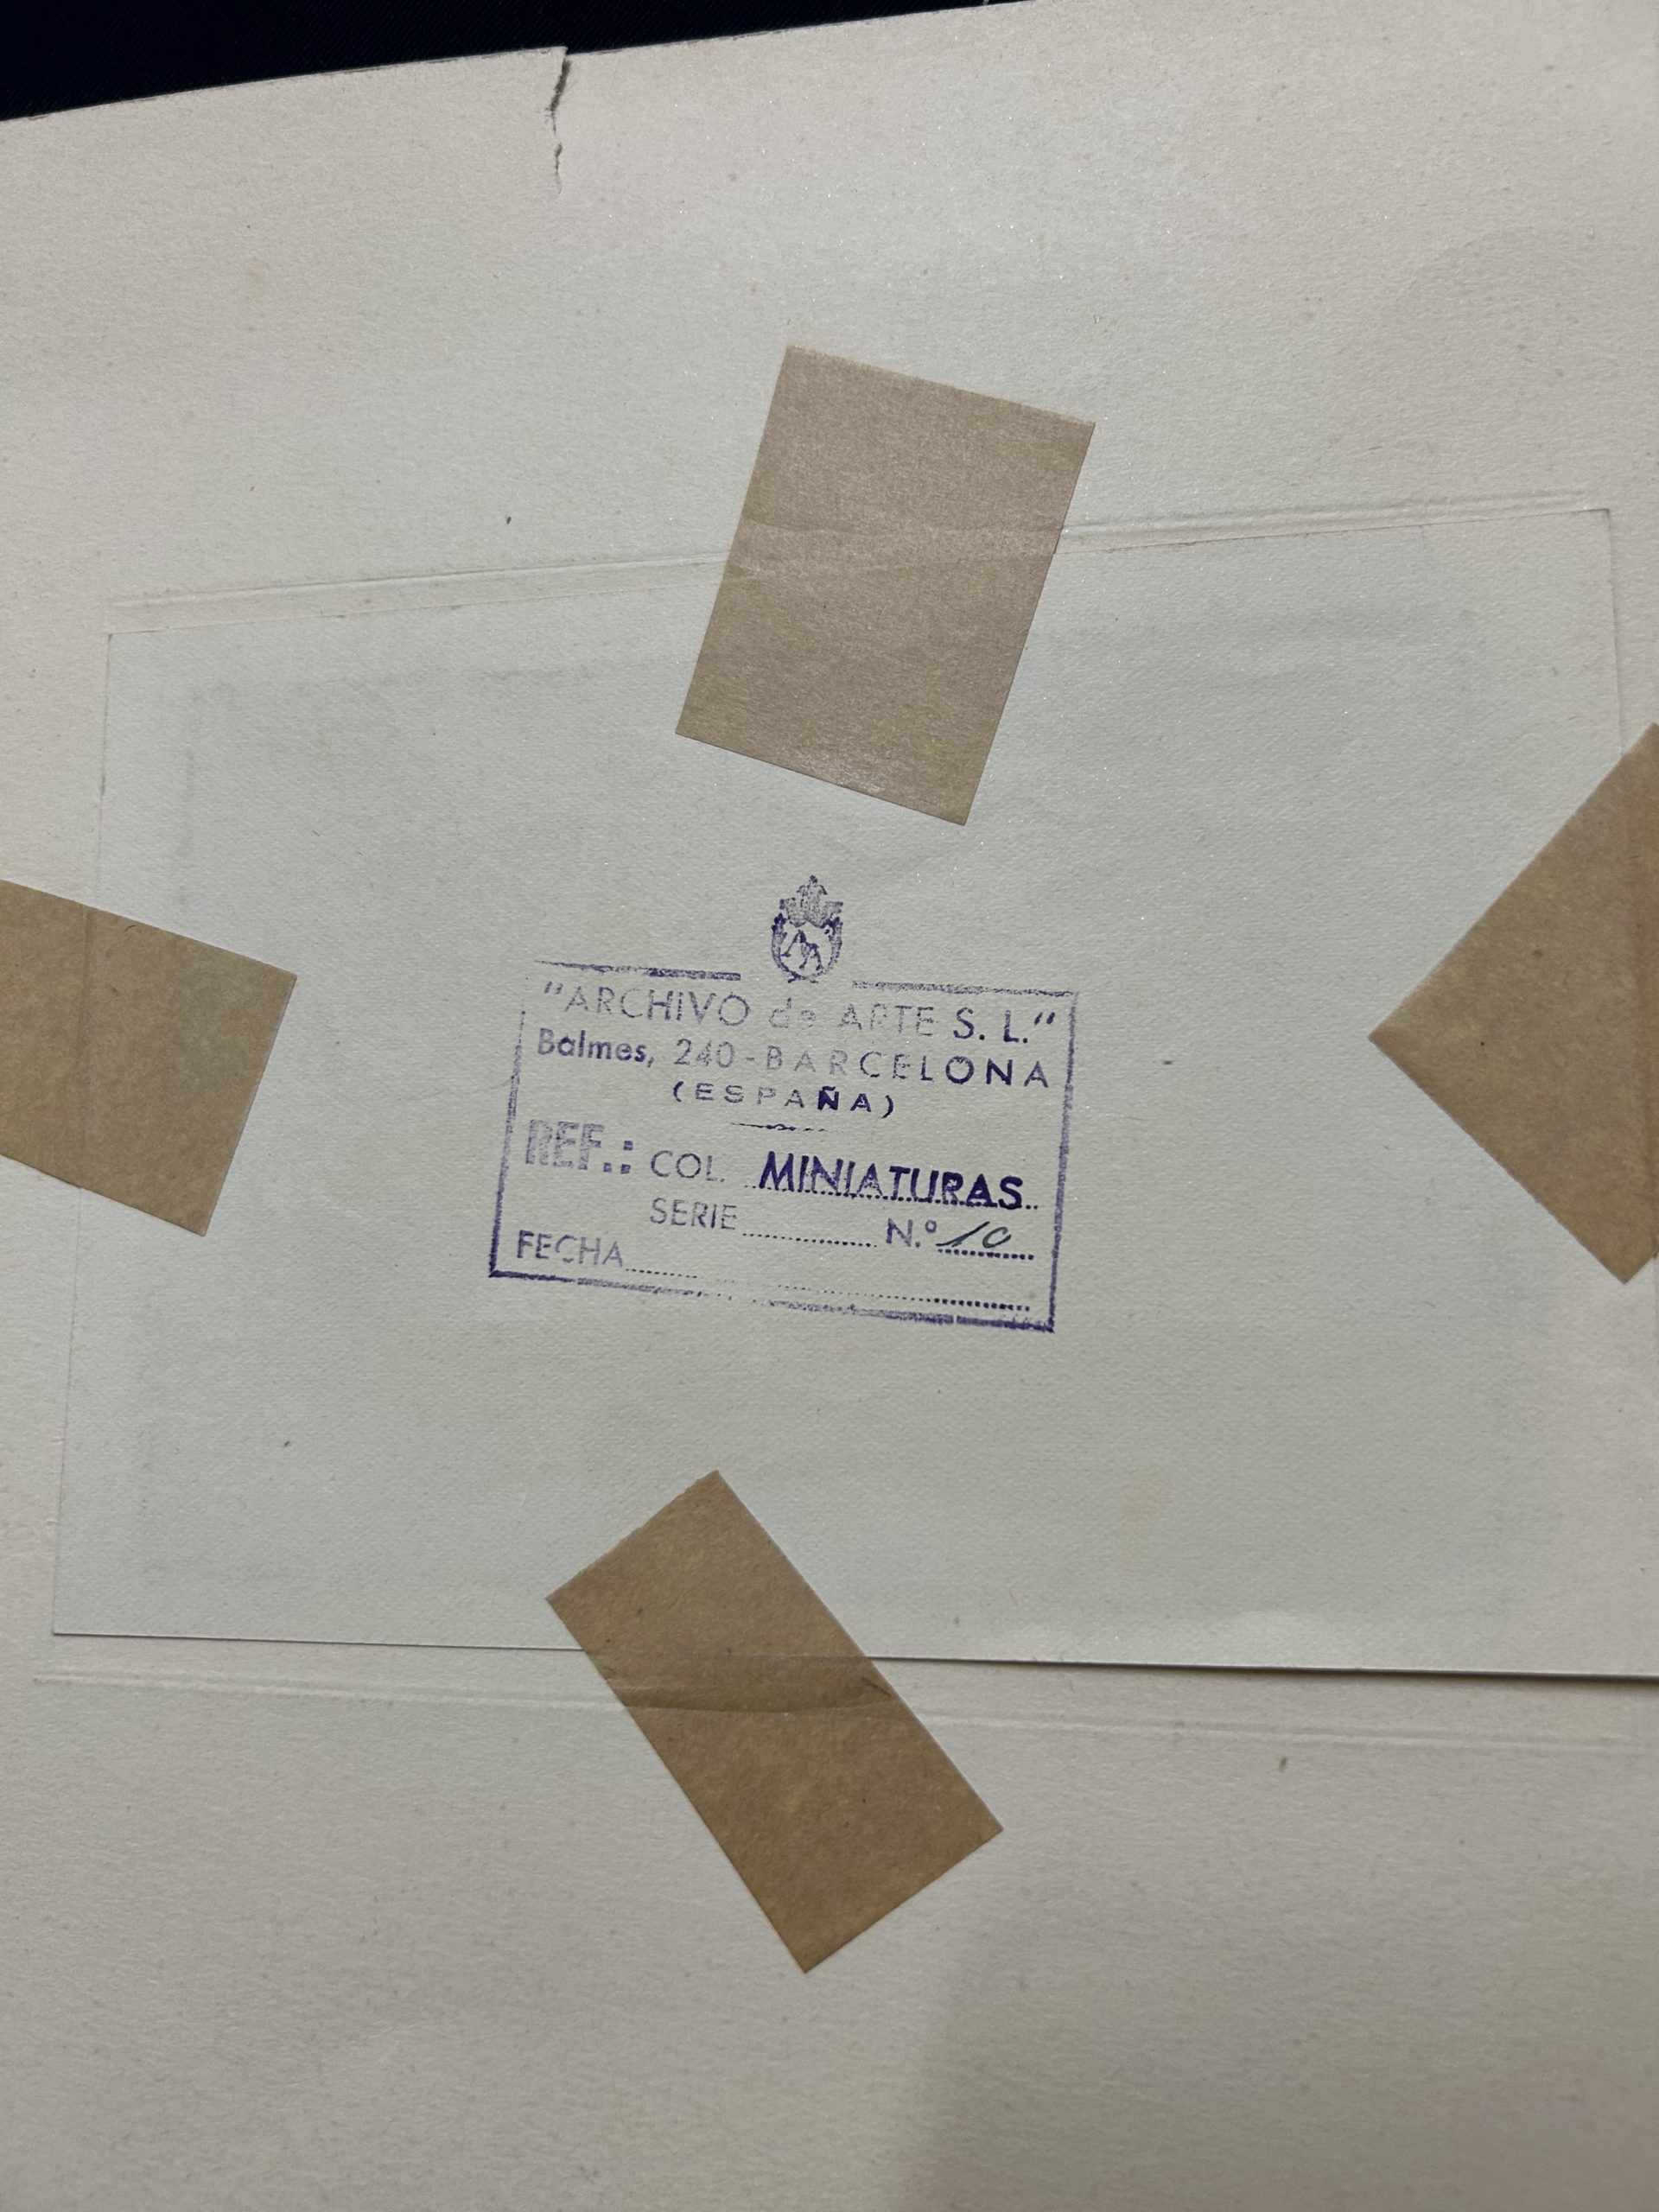 "ARCHiVO de ARTE S. L."
Balmes, 240-BARCELONA
(ESPAÑA)
REF.: COL. MINIATURAS
SERIE N.º 10
FECHA